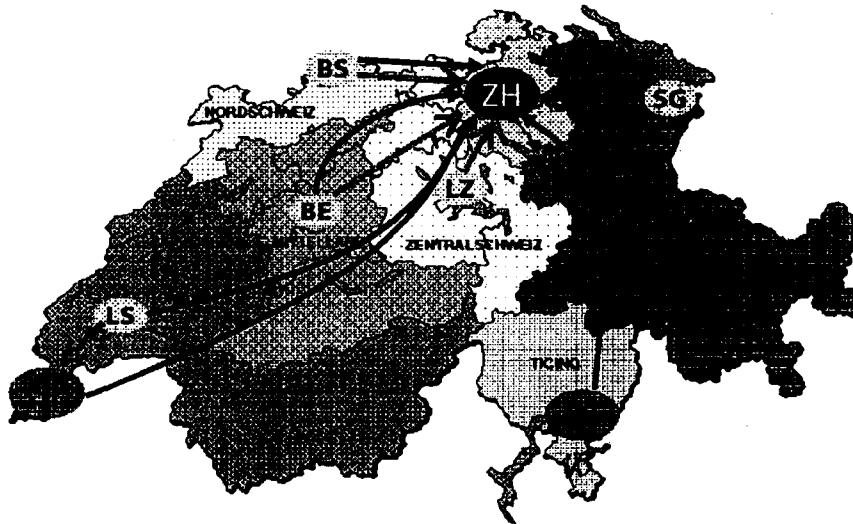 BS
ZH
SG
NORDSCHWEIZ
LZ
BE
ZENTRALSCHWEIZ
LS
TICINO